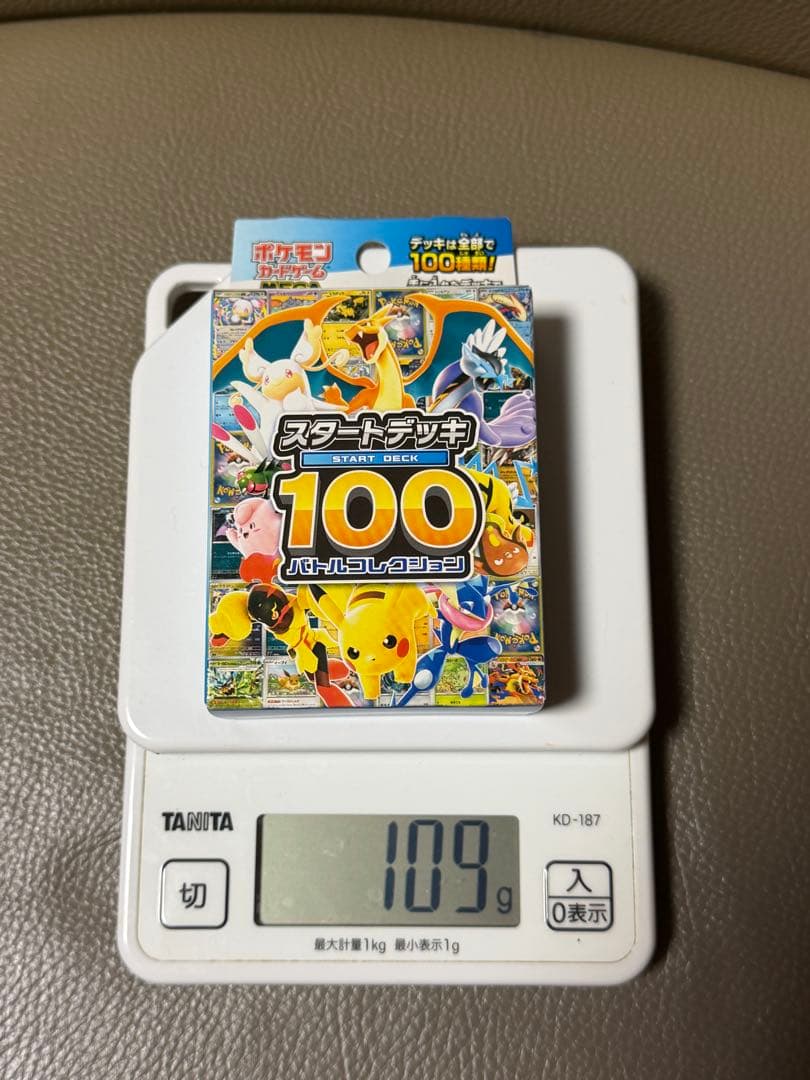 ポケモン
カードゲーム
MEGA
デッキは全部で
100種類!
スタートデッキ
START DECK
100
バトルコレクション
TANITA
KD-187
109g
切
入
0表示
最大計量1kg 最小表示1g